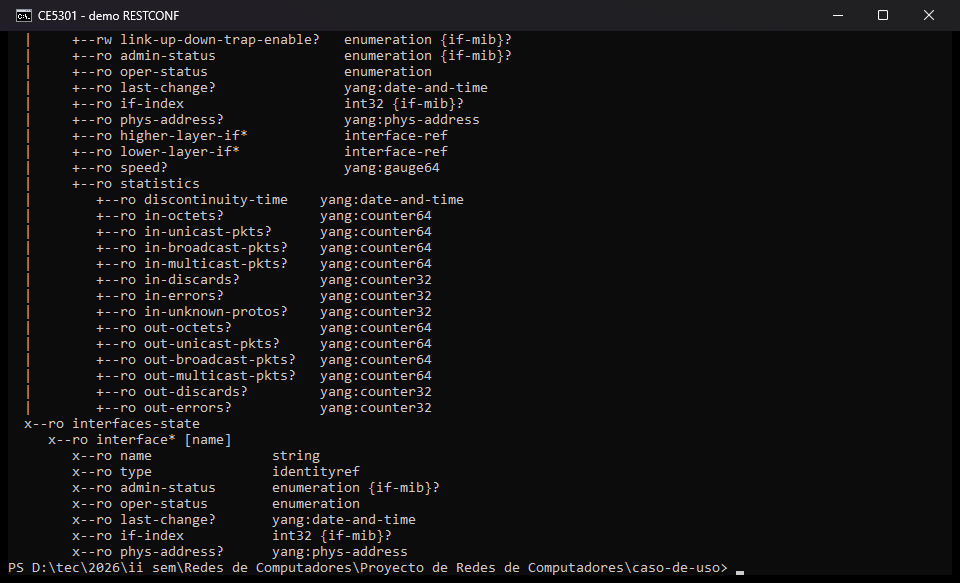 CE5301 - demo RESTCONF
|     +--rw link-up-down-trap-enable?   enumeration {if-mib}?
|     +--ro admin-status                enumeration {if-mib}?
|     +--ro oper-status                 enumeration
|     +--ro last-change?                yang:date-and-time
|     +--ro if-index                    int32 {if-mib}?
|     +--ro phys-address?               yang:phys-address
|     +--ro higher-layer-if*            interface-ref
|     +--ro lower-layer-if*             interface-ref
|     +--ro speed?                      yang:gauge64
|     +--ro statistics
|        +--ro discontinuity-time    yang:date-and-time
|        +--ro in-octets?            yang:counter64
|        +--ro in-unicast-pkts?      yang:counter64
|        +--ro in-broadcast-pkts?    yang:counter64
|        +--ro in-multicast-pkts?    yang:counter64
|        +--ro in-discards?          yang:counter32
|        +--ro in-errors?            yang:counter32
|        +--ro in-unknown-protos?    yang:counter32
|        +--ro out-octets?           yang:counter64
|        +--ro out-unicast-pkts?     yang:counter64
|        +--ro out-broadcast-pkts?   yang:counter64
|        +--ro out-multicast-pkts?   yang:counter64
|        +--ro out-discards?         yang:counter32
|        +--ro out-errors?           yang:counter32
x--ro interfaces-state
   x--ro interface* [name]
      x--ro name               string
      x--ro type               identityref
      x--ro admin-status       enumeration {if-mib}?
      x--ro oper-status        enumeration
      x--ro last-change?       yang:date-and-time
      x--ro if-index           int32 {if-mib}?
      x--ro phys-address?      yang:phys-address
PS D:\tec\2026\ii sem\Redes de Computadores\Proyecto de Redes de Computadores\caso-de-uso>